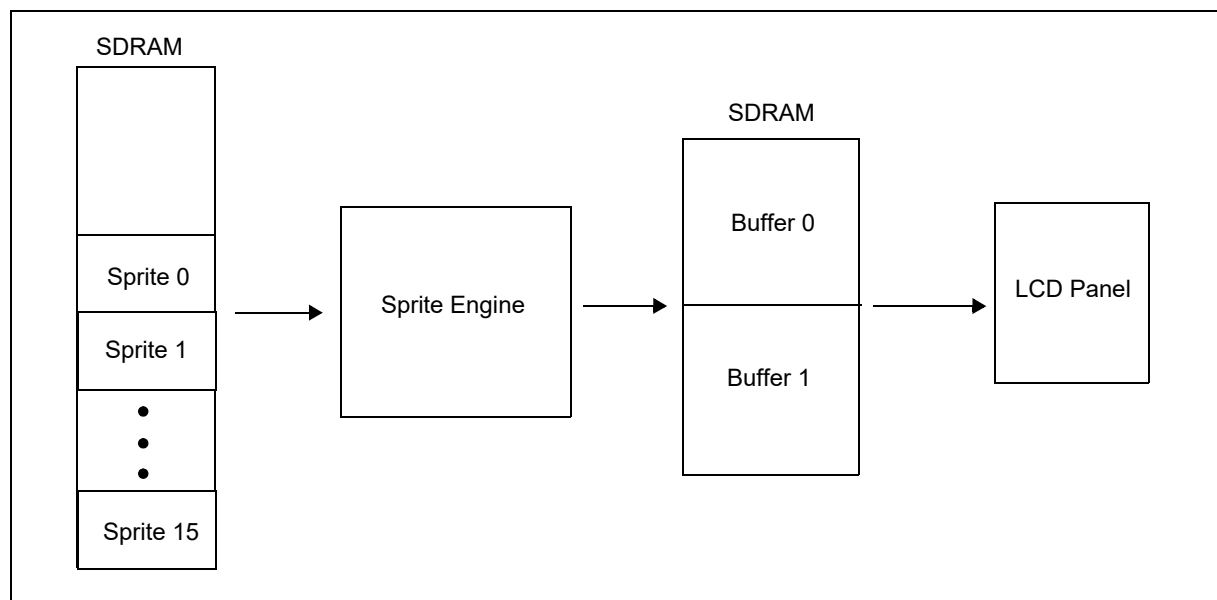 SDRAM
Sprite 0
Sprite 1
Sprite 15
Sprite Engine
SDRAM
Buffer 0
Buffer 1
LCD Panel